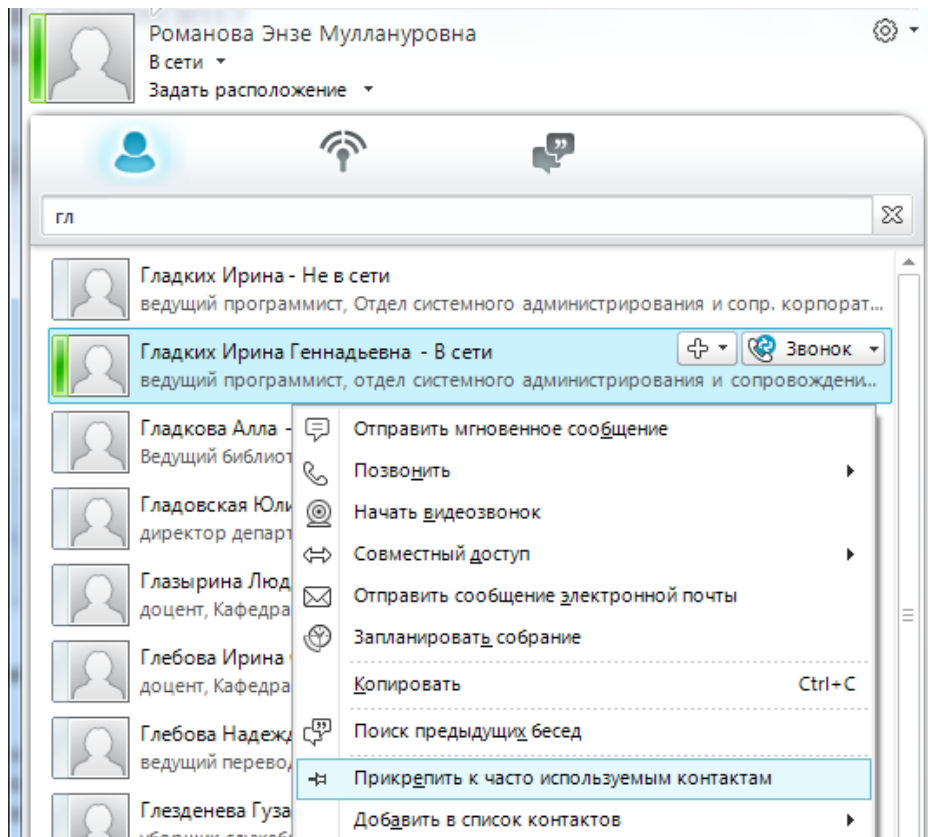 Романова Энзе Муллануровна
В сети
Задать расположение
гл
Гладких Ирина - Не в сети
ведущий программист, Отдел системного администрирования и сопр. корпорат...
Гладких Ирина Геннадьевна - В сети
Звонок
ведущий программист, отдел системного администрирования и сопровождени...
Гладкова Алла -
Ведущий библиот
Гладовская Юли
директор департ
Глазырина Люд
доцент, Кафедра
Глебова Ирина
доцент, Кафедра
Глебова Надежд
ведущий перевод
Глезденева Гуза
Отправить мгновенное сообщение
Позвонить
Начать видеозвонок
Совместный доступ
Отправить сообщение электронной почты
Запланировать собрание
Копировать Ctrl+C
Поиск предыдущих бесед
Прикрепить к часто используемым контактам
Добавить в список контактов